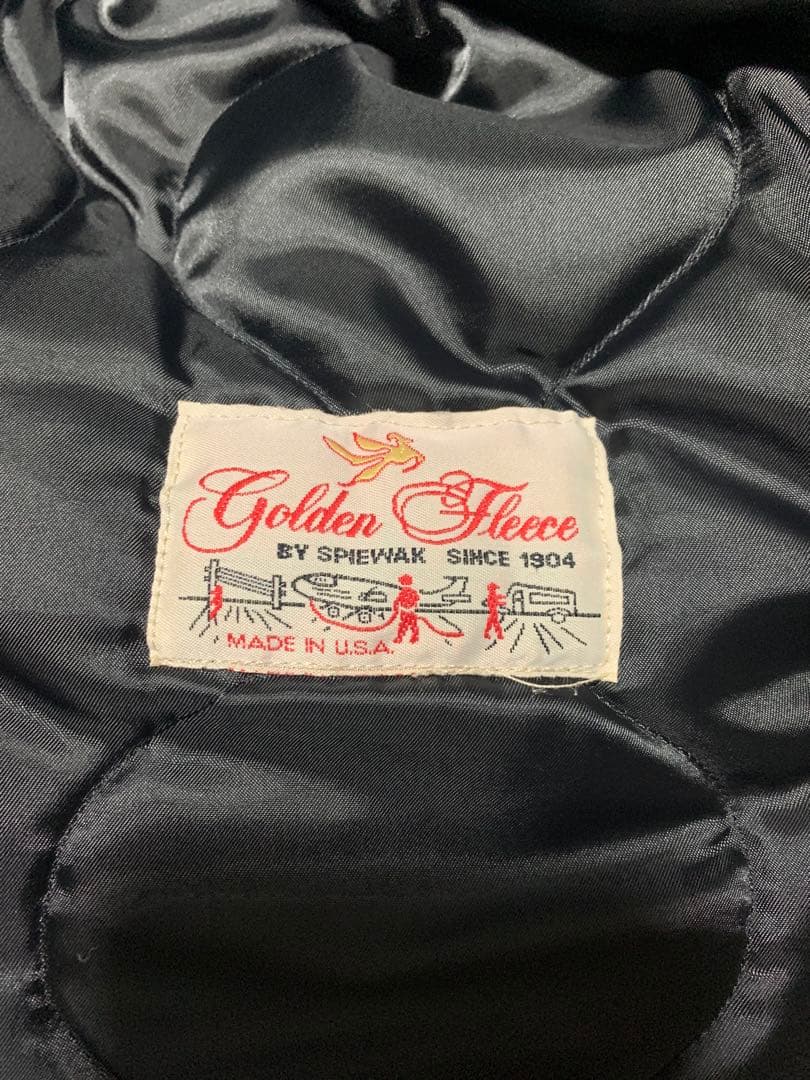 Golden Fleece
BY SPIEWAK SINCE 1904
MADE IN U.S.A.